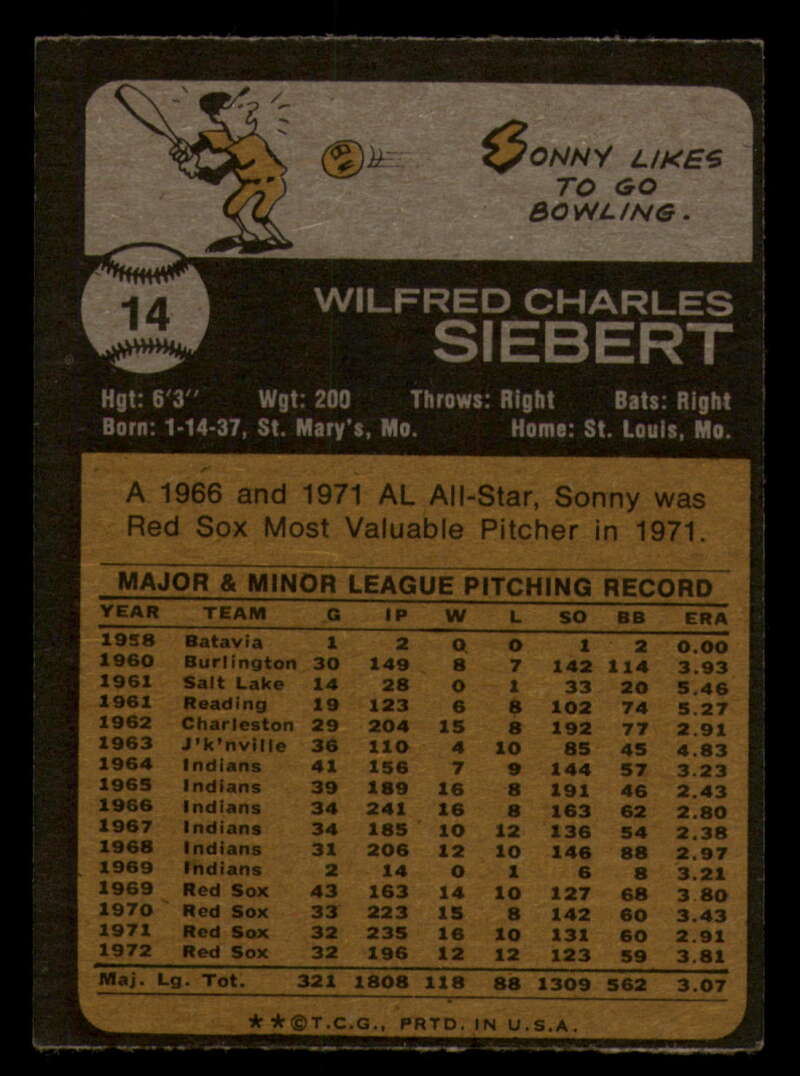 SONNY LIKES
TO GO
BOWLING.
14
WILFRED CHARLES
SIEBERT
Hgt: 6'3" Wgt: 200 Throws: Right Bats: Right
Born: 1-14-37, St. Mary's, Mo. Home: St. Louis, Mo.
A 1966 and 1971 AL All-Star, Sonny was
Red Sox Most Valuable Pitcher in 1971.
MAJOR & MINOR LEAGUE PITCHING RECORD
YEAR TEAM G IP W L SO BB ERA
1958 Batavia 1 2 0 0 1 2 0.00
1960 Burlington 30 149 8 7 142 114 3.93
1961 Salt Lake 14 28 0 1 33 20 5.46
1961 Reading 19 123 6 8 102 74 5.27
1962 Charleston 29 204 15 8 192 77 2.91
1963 J'k'nville 36 110 4 10 85 45 4.83
1964 Indians 41 156 7 9 144 57 3.23
1965 Indians 39 189 16 8 191 46 2.43
1966 Indians 34 241 16 8 163 62 2.80
1967 Indians 34 185 10 12 136 54 2.38
1968 Indians 31 206 12 10 146 88 2.97
1969 Indians 2 14 0 1 6 8 3.21
1969 Red Sox 43 163 14 10 127 68 3.80
1970 Red Sox 33 223 15 8 142 60 3.43
1971 Red Sox 32 235 16 10 131 60 2.91
1972 Red Sox 32 196 12 12 123 59 3.81
Maj. Lg. Tot. 321 1808 118 88 1309 562 3.07
**©T.C.G., PRTD. IN U.S.A.